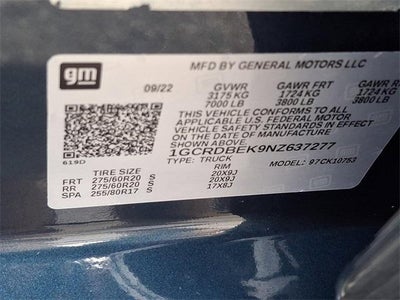 gm
MFD BY GENERAL MOTORS LLC
09/22 GVWR GAWR FRT GAWR RR
3175 KG 1724 KG 1724 KG
7000 LB 3800 LB 3800 LB
THIS VEHICLE CONFORMS TO ALL
APPLICABLE U.S. FEDERAL MOTOR
VEHICLE SAFETY STANDARDS
IN EFFECT ON THE DATE OF MANUFACTURE
SHOWN ABOVE.
1GCRDBEK9NZ637277
619D TYPE: TRUCK MODEL: 97CK10753
TIRE SIZE RIM
FRT 275/60R20 S 20X9J
RR 275/60R20 S 20X9J
SPA 255/80R17 S 17X8J